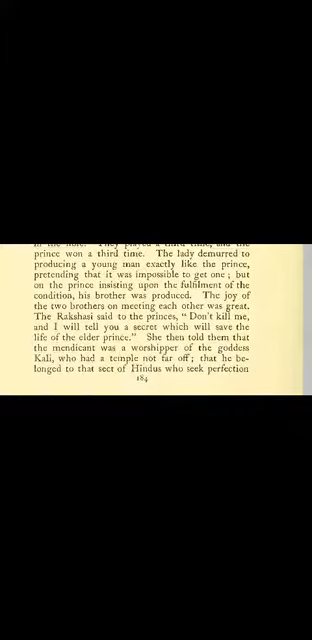 in the hole. They played a third time, and the
prince won a third time. The lady demurred to
producing a young man exactly like the prince,
pretending that it was impossible to get one ; but
on the prince insisting upon the fulfilment of the
condition, his brother was produced. The joy of
the two brothers on meeting each other was great.
The Rakshasi said to the princes, “ Don’t kill me,
and I will tell you a secret which will save the
life of the elder prince.” She then told them that
the mendicant was a worshipper of the goddess
Kali, who had a temple not far off ; that he be-
longed to that sect of Hindus who seek perfection
184